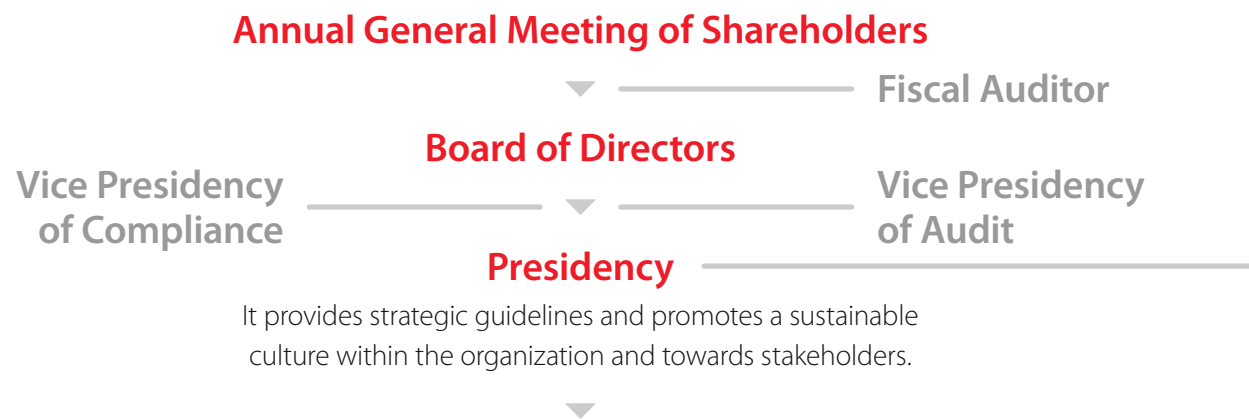 Annual General Meeting of Shareholders
Fiscal Auditor
Board of Directors
Vice Presidency
of Compliance
Vice Presidency
of Audit
Presidency
It provides strategic guidelines and promotes a sustainable
culture within the organization and towards stakeholders.